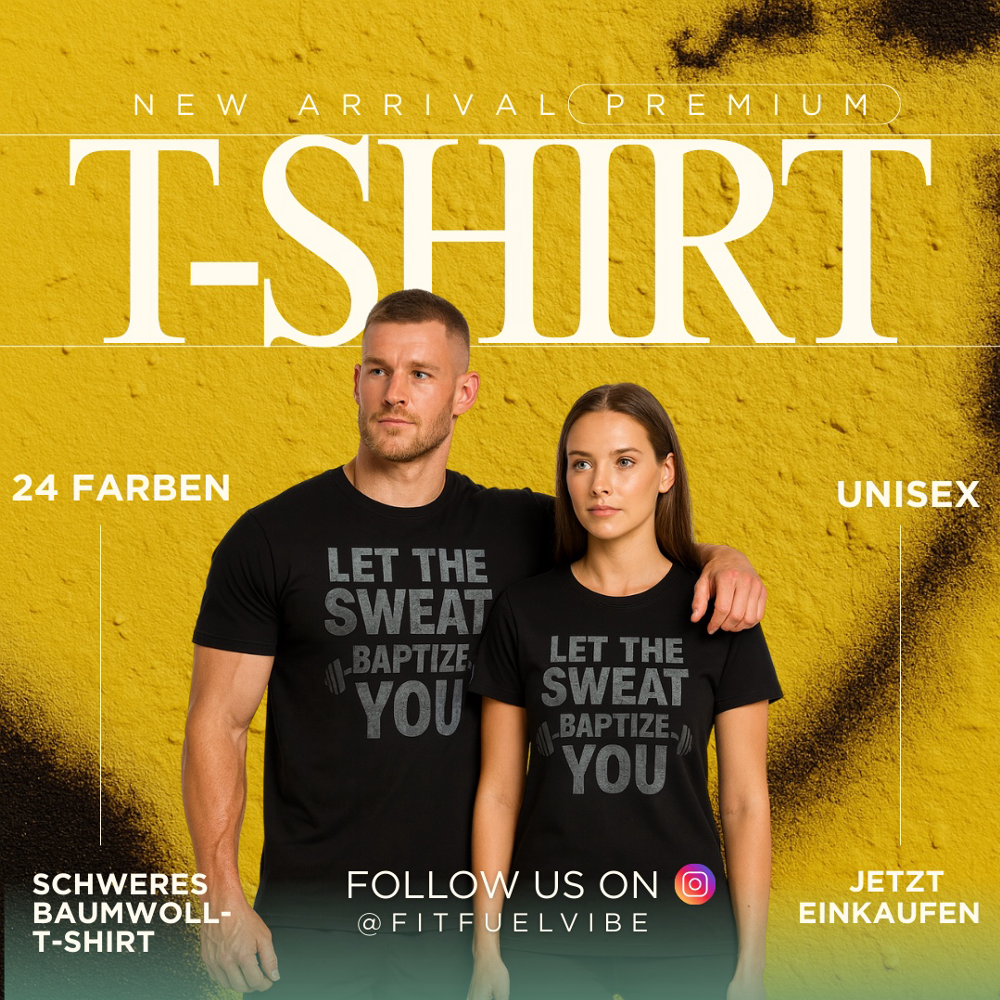 NEW ARRIVAL PREMIUM
T-SHIRT
24 FARBEN
UNISEX
LET THE
SWEAT
BAPTIZE
YOU
LET THE
SWEAT
BAPTIZE
YOU
SCHWERES
BAUMWOLL-
T-SHIRT
FOLLOW US ON
@FITFUELVIBE
JETZT
EINKAUFEN